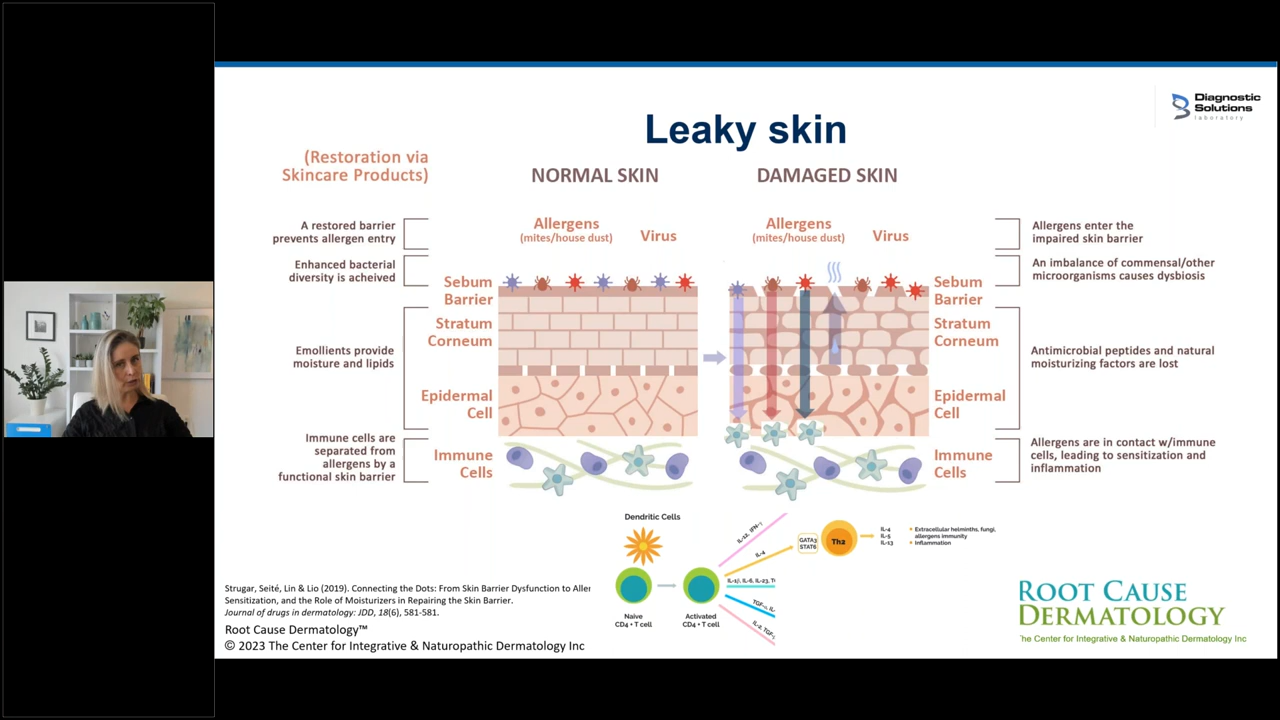 Diagnostic
Solutions
laboratory
Leaky skin
(Restoration via
Skincare Products)
NORMAL SKIN
DAMAGED SKIN
A restored barrier
prevents allergen entry
Enhanced bacterial
diversity is acheived
Emollients provide
moisture and lipids
Immune cells are
separated from
allergens by a
functional skin barrier
Allergens
(mites/house dust)
Virus
Sebum
Barrier
Stratum
Corneum
Epidermal
Cell
Immune
Cells
Allergens
(mites/house dust)
Virus
Sebum
Barrier
Stratum
Corneum
Epidermal
Cell
Immune
Cells
Allergens enter the
impaired skin barrier
An imbalance of commensal/other
microorganisms causes dysbiosis
Antimicrobial peptides and natural
moisturizing factors are lost
Allergens are in contact w/immune
cells, leading to sensitization and
inflammation
Dendritic Cells
Naive
CD4 + T cell
Activated
CD4 + T cell
IL-12, IFN-γ
IL-4
IL-6, IL-23,
TGF-
IL-2, TGF-
GATA3
STAT6
Th2
IL-4
IL-5
IL-13
• Extracellular helminths, fungi,
allergens immunity
• Inflammation
Strugar, Seité, Lin & Lio (2019). Connecting the Dots: From Skin Barrier Dysfunction to Aller
Sensitization, and the Role of Moisturizers in Repairing the Skin Barrier.
Journal of drugs in dermatology: JDD, 18(6), 581-581.
Root Cause Dermatology™
© 2023 The Center for Integrative & Naturopathic Dermatology Inc
ROOT CAUSE
DERMATOLOGY
The Center for Integrative & Naturopathic Dermatology Inc